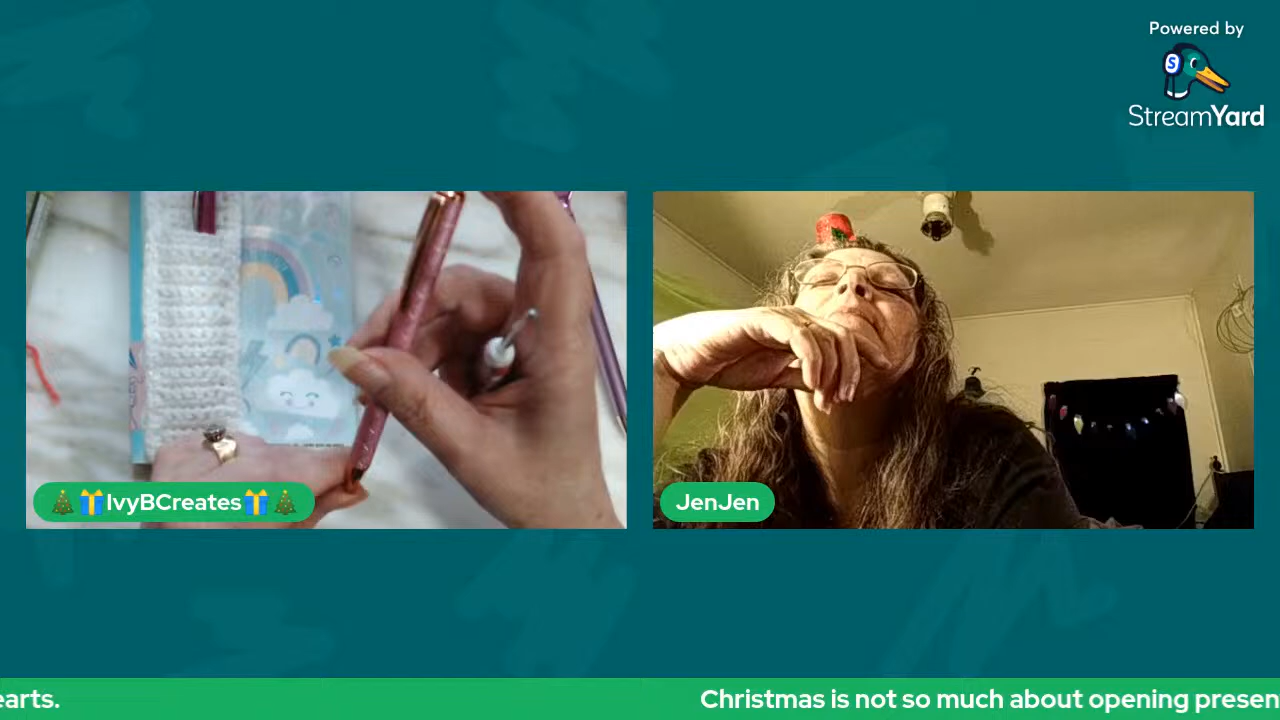 Powered by
S
StreamYard
🎄🎁IvyBCreates🎁🎄
JenJen
earts.
Christmas is not so much about opening presen